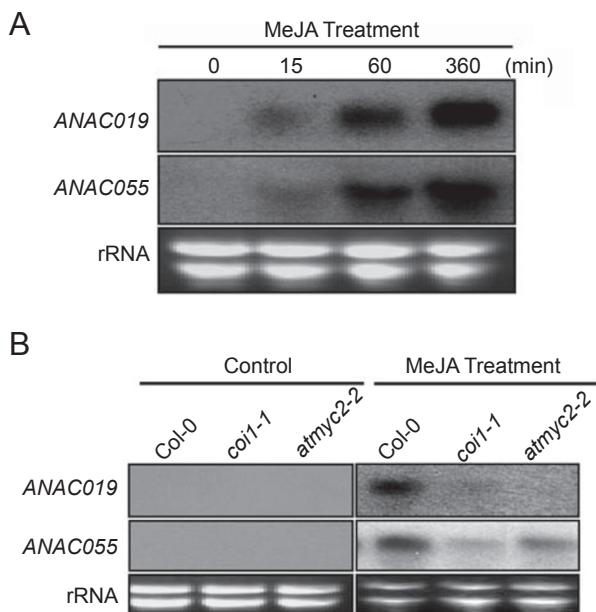 A
MeJA Treatment
0 15 60 360 (min)
ANAC019
ANAC055
rRNA
B
Control MeJA Treatment
Col-0 coi1-1 atmyc2-2 Col-0 coi1-1 atmyc2-2
ANAC019
ANAC055
rRNA